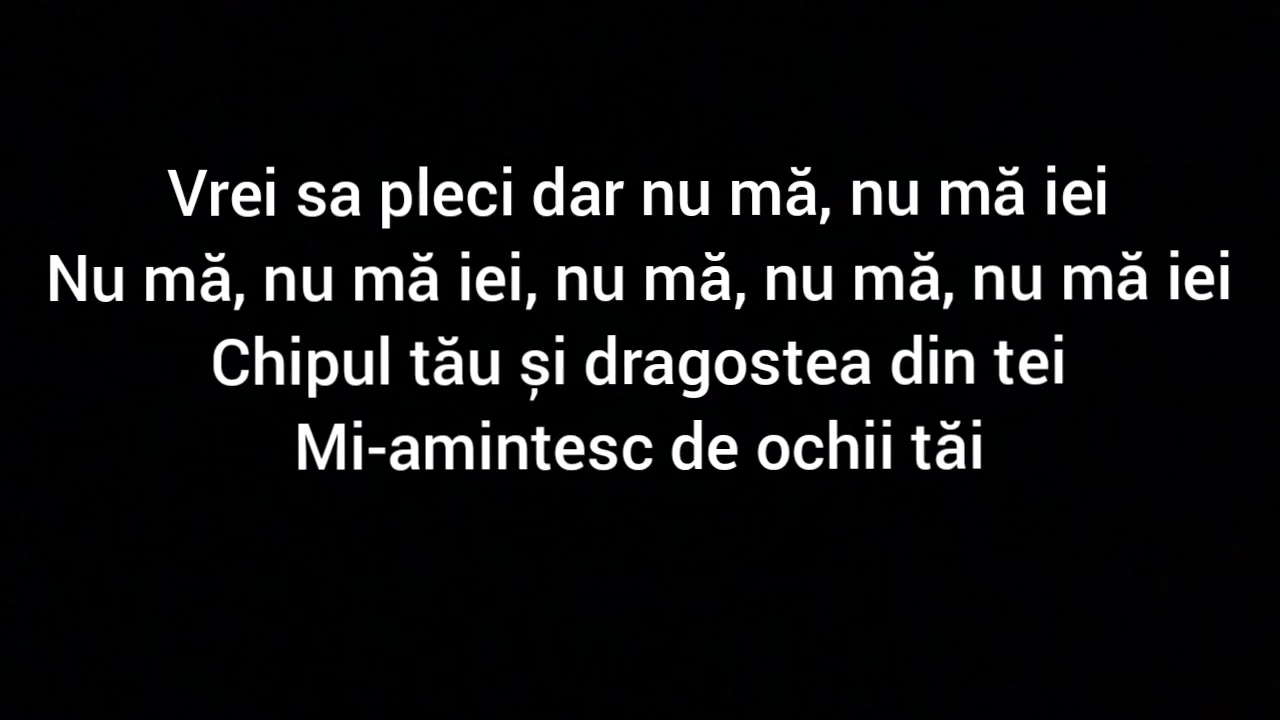 Vrei sa pleci dar nu mă, nu mă iei
Nu mă, nu mă iei, nu mă, nu mă, nu mă iei
Chipul tău și dragostea din tei
Mi-amintesc de ochii tăi